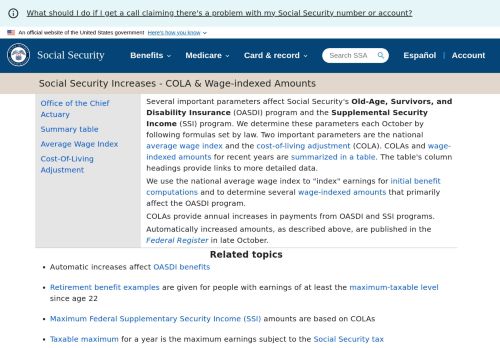 What should I do if I get a call claiming there's a problem with my Social Security number or account?
An official website of the United States government Here's how you know
Social Security
Benefits
Medicare
Card & record
Search SSA
Español
Account
Social Security Increases - COLA & Wage-indexed Amounts
Office of the Chief
Actuary
Summary table
Average Wage Index
Cost-Of-Living
Adjustment
Several important parameters affect Social Security's Old-Age, Survivors, and
Disability Insurance (OASDI) program and the Supplemental Security
Income (SSI) program. We determine these parameters each October by
following formulas set by law. Two important parameters are the national
average wage index and the cost-of-living adjustment (COLA). COLAs and wage-
indexed amounts for recent years are summarized in a table. The table's column
headings provide links to more detailed data.
We use the national average wage index to "index" earnings for initial benefit
computations and to determine several wage-indexed amounts that primarily
affect the OASDI program.
COLAs provide annual increases in payments from OASDI and SSI programs.
Automatically increased amounts, as described above, are published in the
Federal Register in late October.
Related topics
Automatic increases affect OASDI benefits
Retirement benefit examples are given for people with earnings of at least the maximum-taxable level
since age 22
Maximum Federal Supplementary Security Income (SSI) amounts are based on COLAs
Taxable maximum for a year is the maximum earnings subject to the Social Security tax